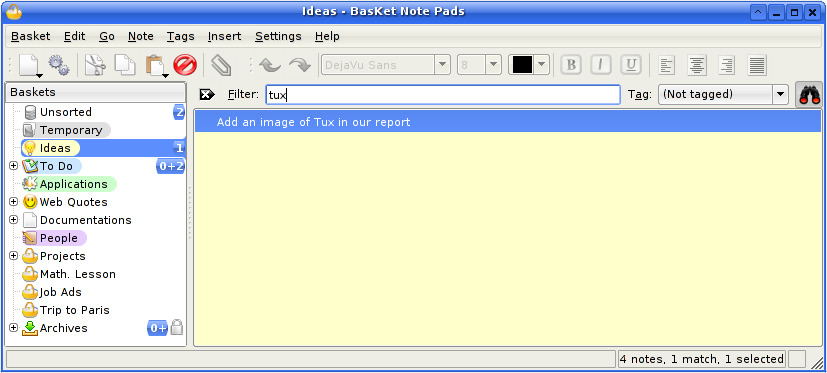 Ideas - BasKet Note Pads
Basket Edit Go Note Tags Insert Settings Help
DejaVu Sans 8 B I U
Baskets
Filter: tux Tag: (Not tagged)
Unsorted 2
Temporary
Ideas 1
To Do 0+2
Applications
Web Quotes
Documentations
People
Projects
Math. Lesson
Job Ads
Trip to Paris
Archives 0+
Add an image of Tux in our report
4 notes, 1 match, 1 selected